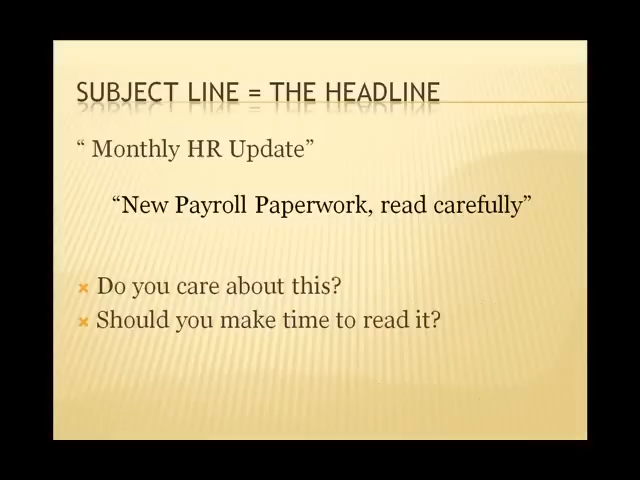 SUBJECT LINE = THE HEADLINE
“ Monthly HR Update”
“New Payroll Paperwork, read carefully”
Do you care about this?
Should you make time to read it?